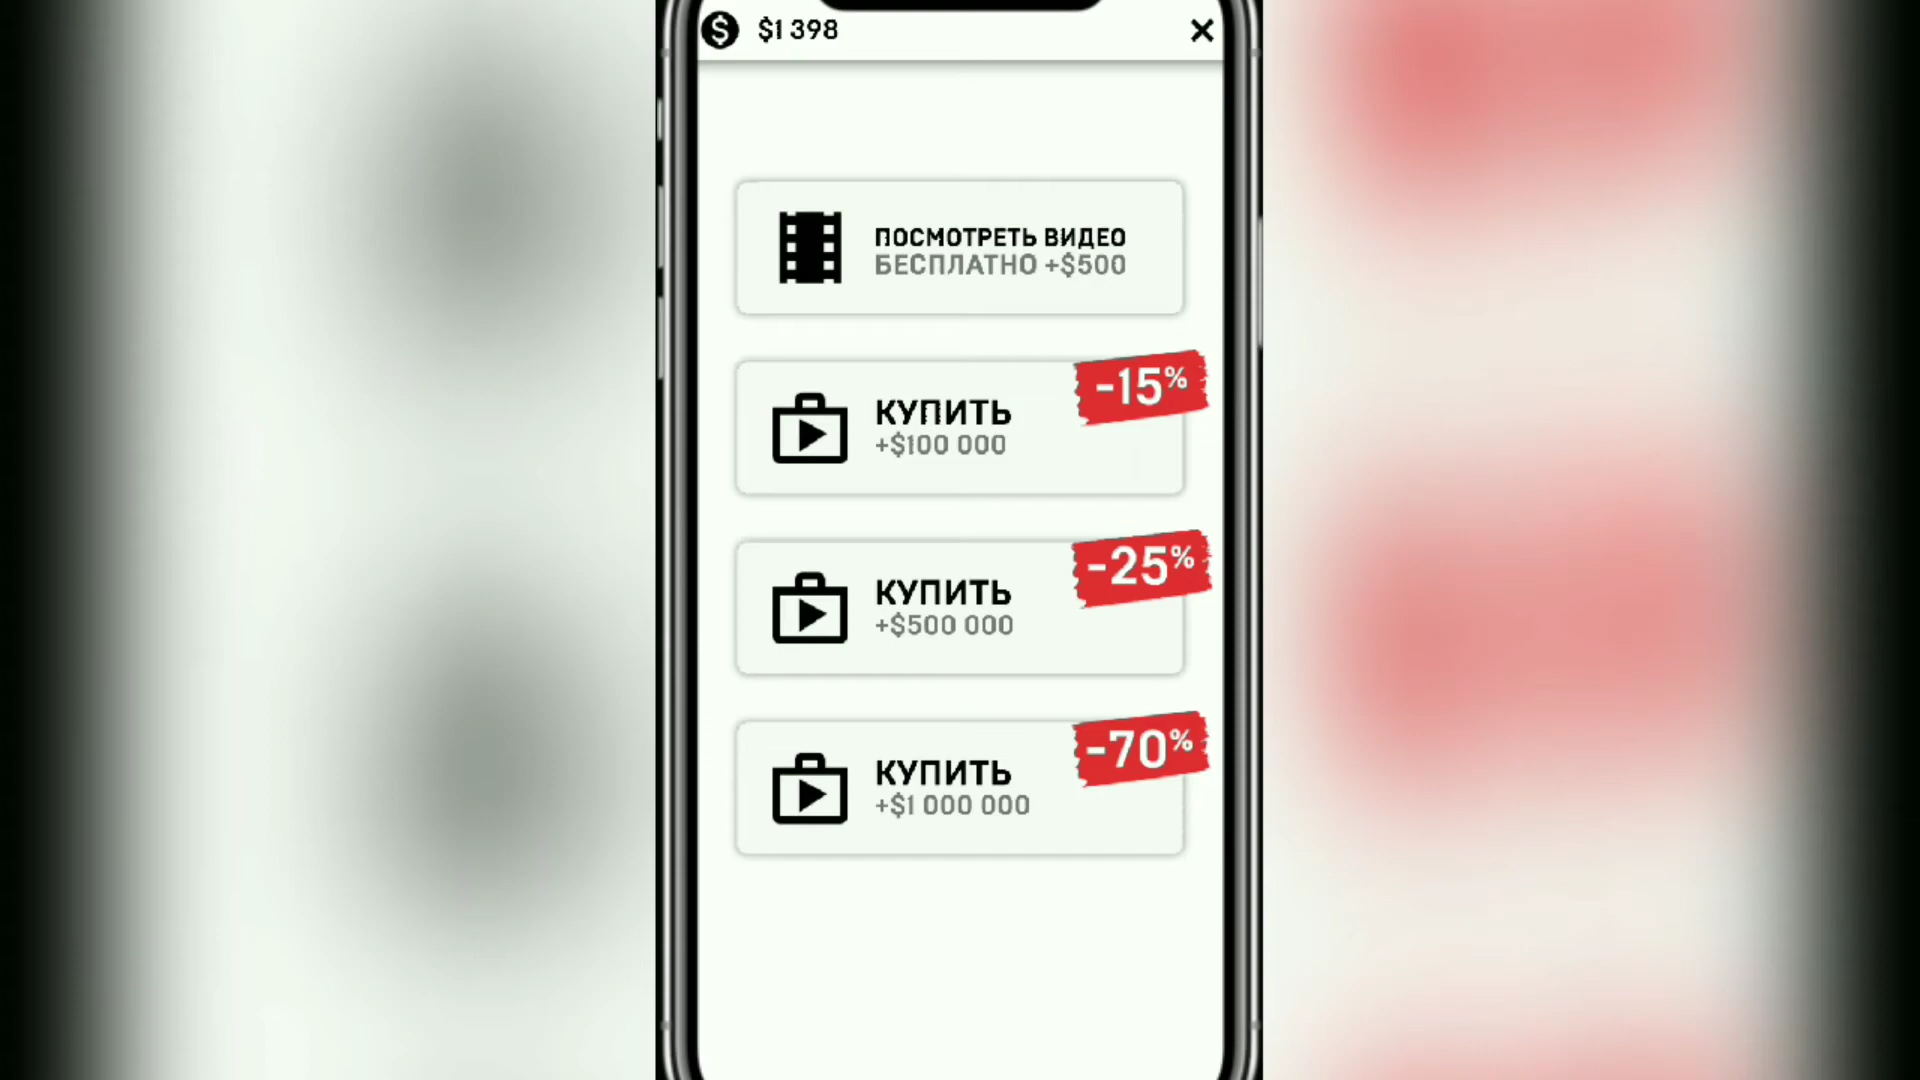 $1 398
ПОСМОТРЕТЬ ВИДЕО
БЕСПЛАТНО +$500
-15%
КУПИТЬ
+$100 000
-25%
КУПИТЬ
+$500 000
-70%
КУПИТЬ
+$1 000 000